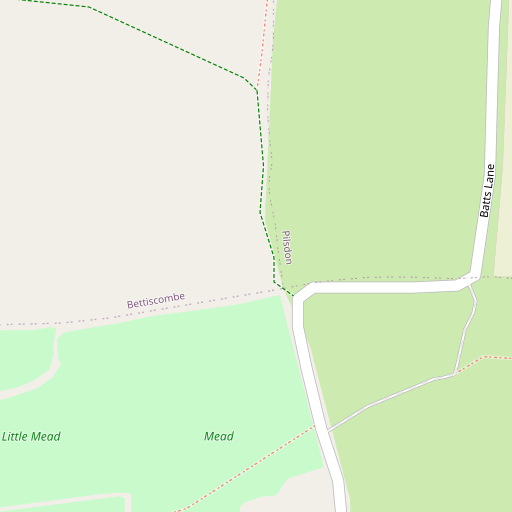 Batts Lane
Pilsdon
Bettiscombe
Little Mead
Mead